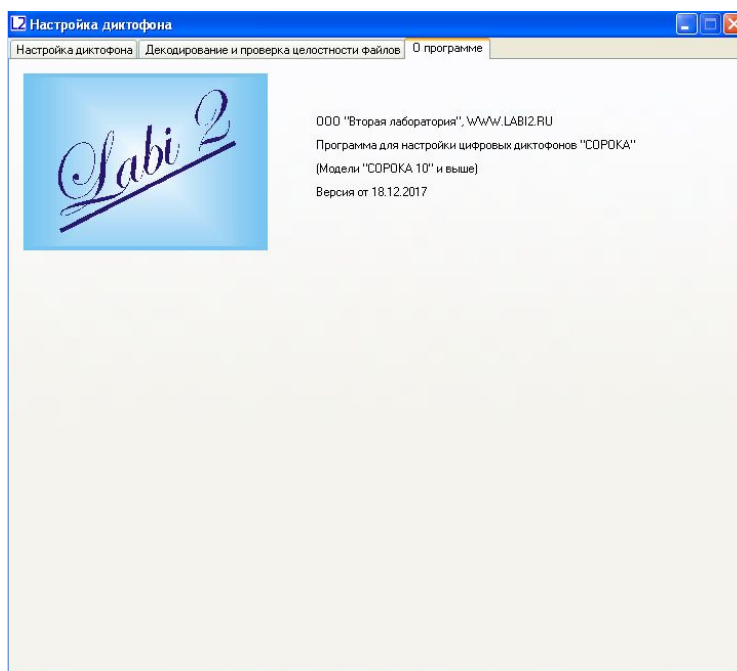 L2 Настройка диктофона
Настройка диктофона Декодирование и проверка целостности файлов О программе
Labi 2
ООО "Вторая лаборатория", WWW.LABI2.RU
Программа для настройки цифровых диктофонов "СОРОКА"
(Модели "СОРОКА 10" и выше)
Версия от 18.12.2017